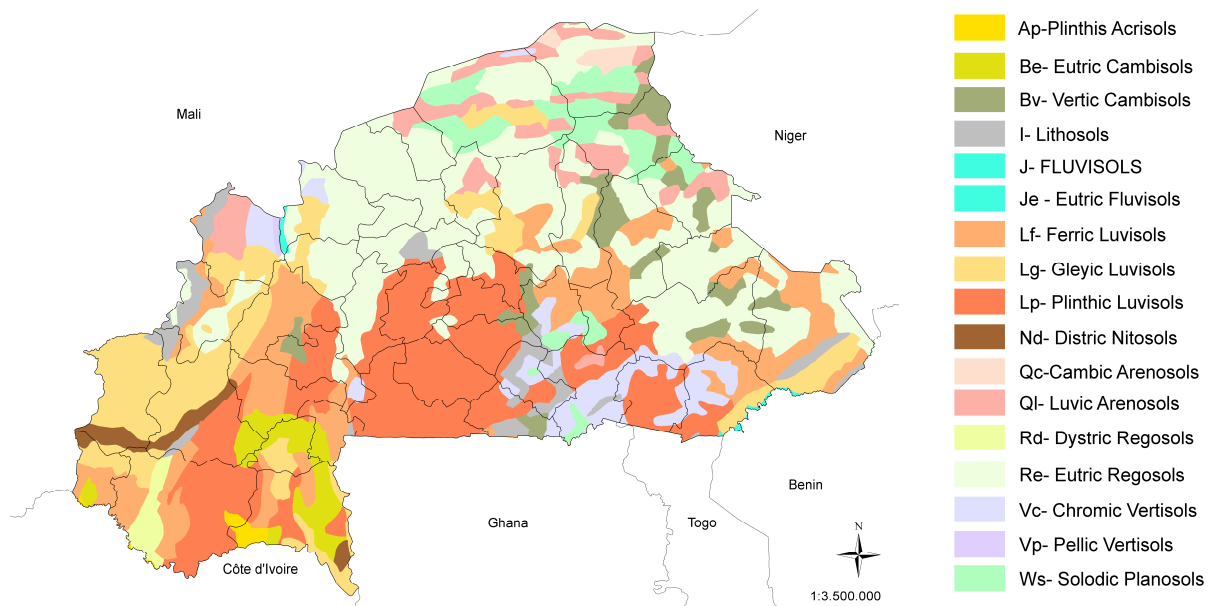 Mali
Niger
Benin
Togo
Ghana
Côte d'Ivoire
N
1:3.500.000
Ap-Plinthis Acrisols
Be- Eutric Cambisols
Bv- Vertic Cambisols
I- Lithosols
J- FLUVISOLS
Je - Eutric Fluvisols
Lf- Ferric Luvisols
Lg- Gleyic Luvisols
Lp- Plinthic Luvisols
Nd- Distric Nitosols
Qc-Cambic Arenosols
Ql- Luvic Arenosols
Rd- Dystric Regosols
Re- Eutric Regosols
Vc- Chromic Vertisols
Vp- Pellic Vertisols
Ws- Solodic Planosols